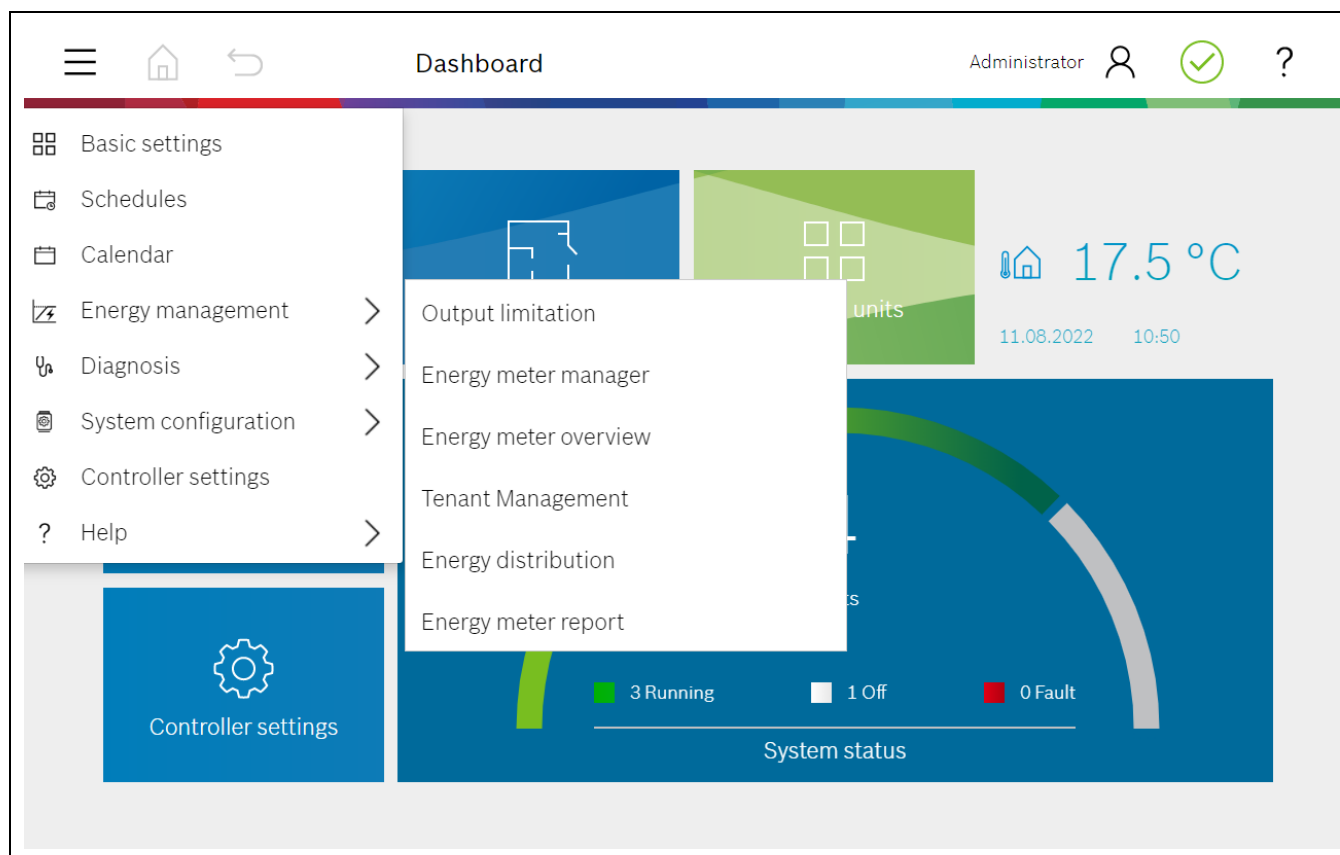 Dashboard
Administrator
?
Basic settings
Schedules
Calendar
Energy management
Diagnosis
System configuration
Controller settings
? Help
Output limitation
Energy meter manager
Energy meter overview
Tenant Management
Energy distribution
Energy meter report
units
17.5 °C
11.08.2022 10:50
3 Running
1 Off
0 Fault
System status
Controller settings